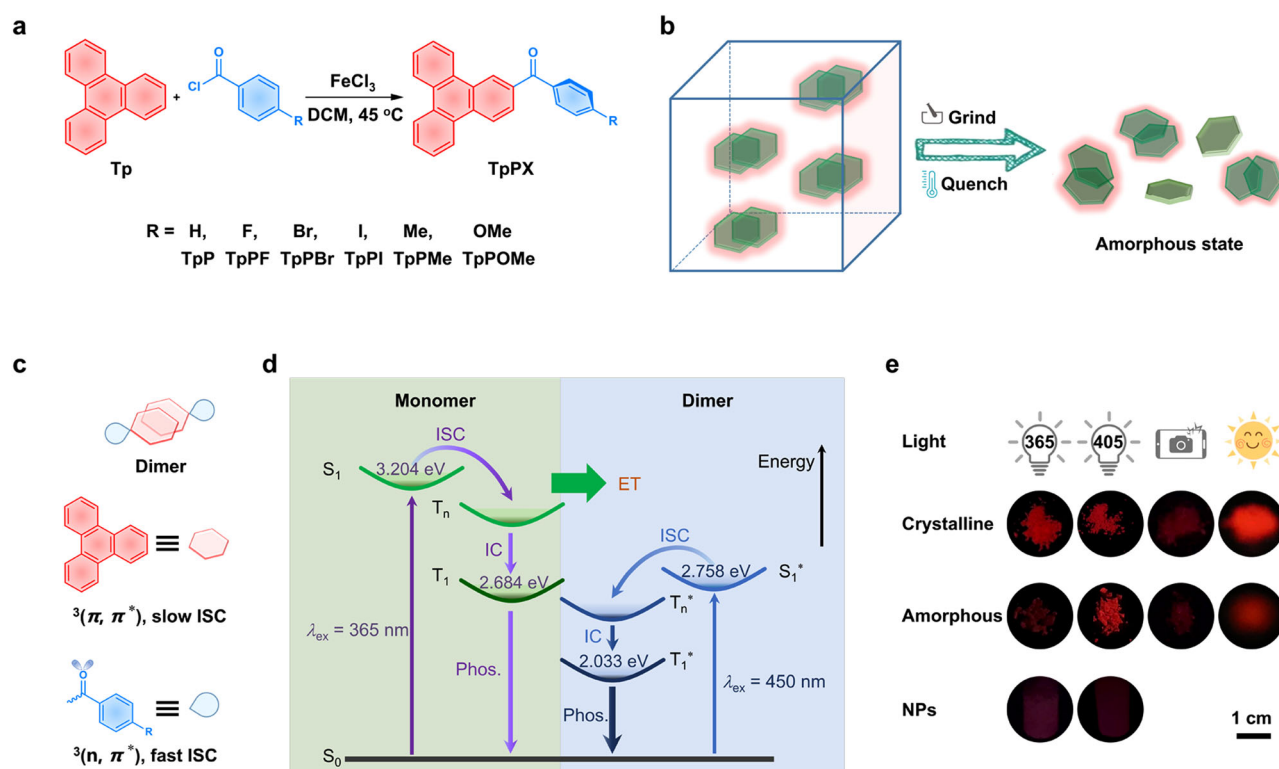 a
O
Cl
R
+
FeCl3
DCM, 45 °C
O
R
Tp
TpPX
R = H, F, Br, I, Me, OMe
TpP TpPF TpPBr TpPI TpPMe TpPOMe
b
Grind
Quench
Amorphous state
c
Dimer
³(π, π*), slow ISC
O
R
³(n, π*), fast ISC
d
Monomer
Dimer
ISC
S1
3.204 eV
Energy
ET
Tn
ISC
IC
2.758 eV
S1*
T1
2.684 eV
Tn*
λex = 365 nm
IC
2.033 eV
T1*
Phos.
λex = 450 nm
Phos.
S0
e
Light
365
405
Crystalline
Amorphous
NPs
1 cm